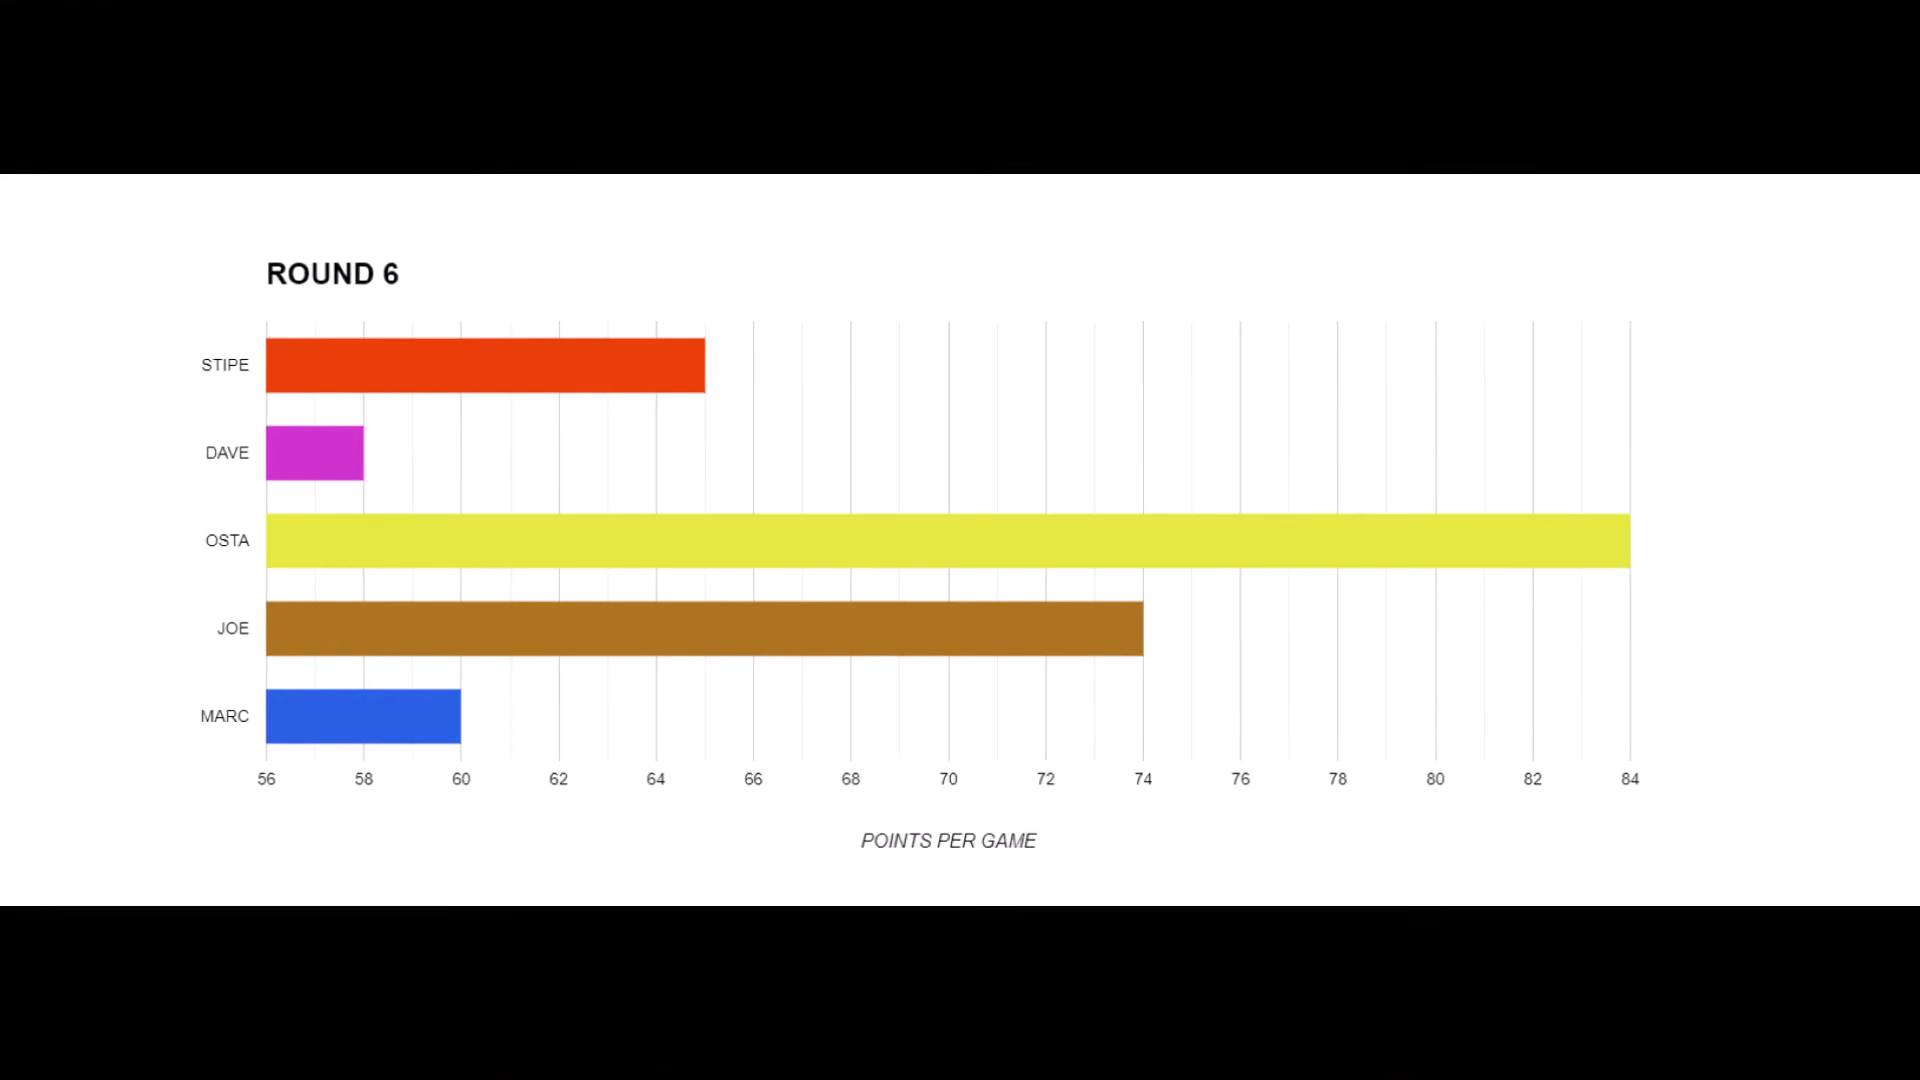 ROUND 6
STIPE
DAVE
OSTA
JOE
MARC
56 58 60 62 64 66 68 70 72 74 76 78 80 82 84
POINTS PER GAME